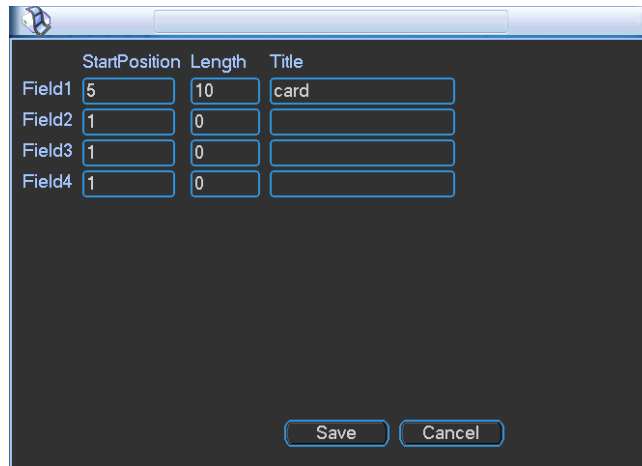 StartPosition Length Title
Field1 5 10 card
Field2 1 0
Field3 1 0
Field4 1 0
Save Cancel